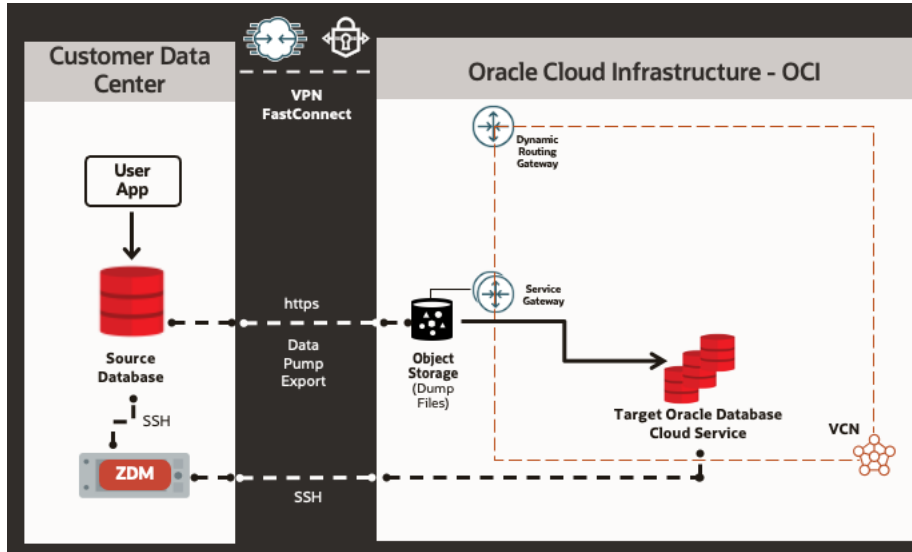 Customer Data
Center
VPN
FastConnect
Oracle Cloud Infrastructure - OCI
Dynamic
Routing
Gateway
User
App
https
Service
Gateway
Data
Pump
Export
Source
Database
Object
Storage
(Dump
Files)
Target Oracle Database
Cloud Service
VCN
SSH
ZDM
SSH